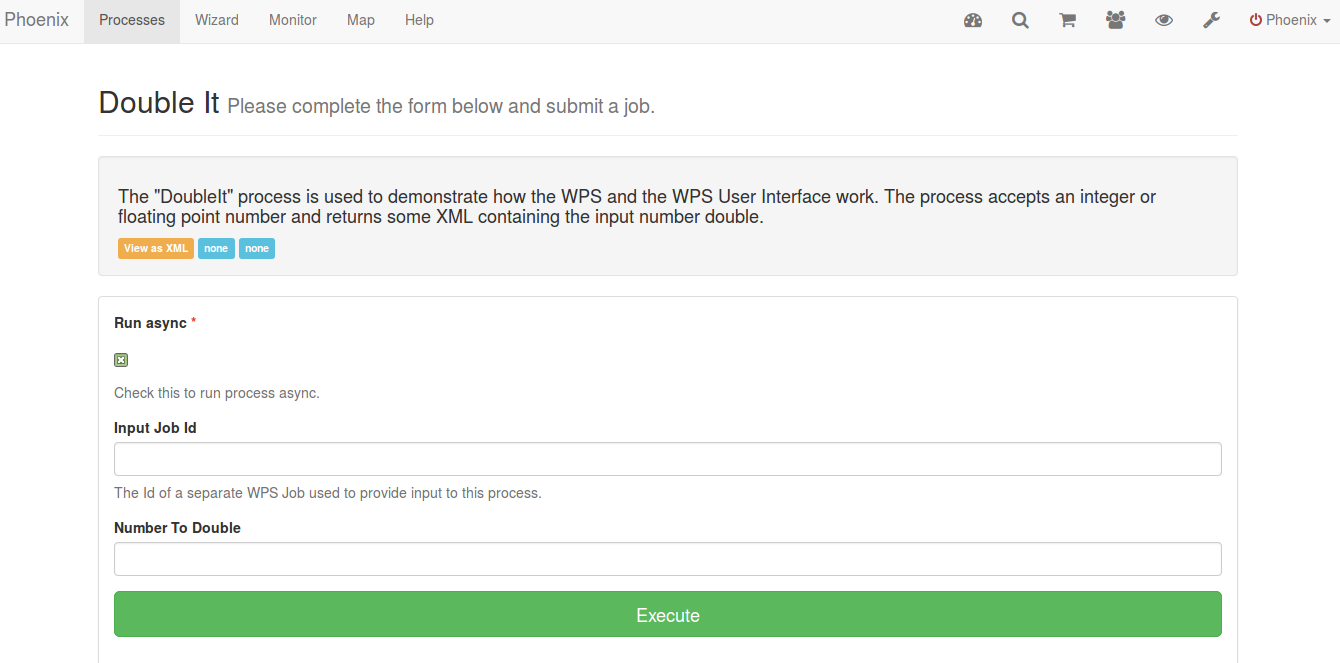 Phoenix Processes Wizard Monitor Map Help Phoenix
Double It Please complete the form below and submit a job.
The "DoubleIt" process is used to demonstrate how the WPS and the WPS User Interface work. The process accepts an integer or
floating point number and returns some XML containing the input number double.
View as XML none none
Run async *
Check this to run process async.
Input Job Id
The Id of a separate WPS Job used to provide input to this process.
Number To Double
Execute